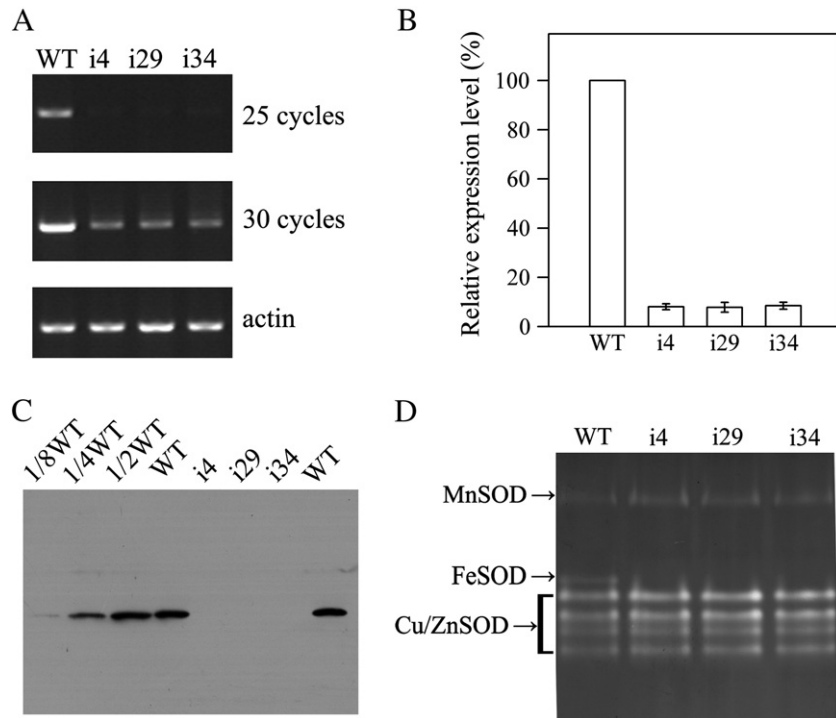 A
WT i4 i29 i34
25 cycles
30 cycles
actin
B
Relative expression level (%)
100
80
60
40
20
0
WT i4 i29 i34
C
1/8WT 1/4WT 1/2WT WT i4 i29 i34 WT
D
WT i4 i29 i34
MnSOD→
FeSOD→
Cu/ZnSOD→